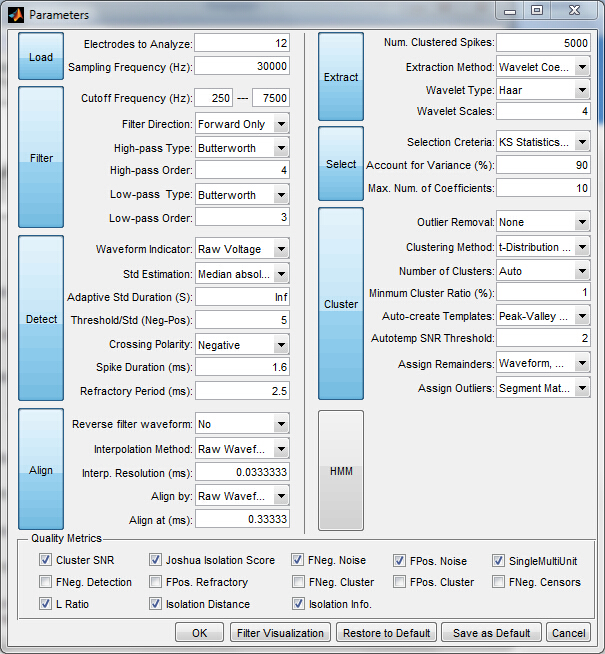 Parameters
Load
Electrodes to Analyze: 12
Sampling Frequency (Hz): 30000
Filter
Cutoff Frequency (Hz): 250 --- 7500
Filter Direction: Forward Only
High-pass Type: Butterworth
High-pass Order: 4
Low-pass Type: Butterworth
Low-pass Order: 3
Detect
Waveform Indicator: Raw Voltage
Std Estimation: Median absol...
Adaptive Std Duration (S): Inf
Threshold/Std (Neg-Pos): 5
Crossing Polarity: Negative
Spike Duration (ms): 1.6
Refractory Period (ms): 2.5
Align
Reverse filter waveform: No
Interpolation Method: Raw Wavef...
Interp. Resolution (ms): 0.0333333
Align by: Raw Wavef...
Align at (ms): 0.33333
Extract
Num. Clustered Spikes: 5000
Extraction Method: Wavelet Coe...
Wavelet Type: Haar
Wavelet Scales: 4
Select
Selection Creteria: KS Statistics...
Account for Variance (%): 90
Max. Num. of Coefficients: 10
Cluster
Outlier Removal: None
Clustering Method: t-Distribution ...
Number of Clusters: Auto
Minmum Cluster Ratio (%): 1
Auto-create Templates: Peak-Valley ...
Autotemp SNR Threshold: 2
Assign Remainders: Waveform, ...
Assign Outliers: Segment Mat...
HMM
Quality Metrics
Cluster SNR Joshua Isolation Score FNeg. Noise FPos. Noise SingleMultiUnit
FNeg. Detection FPos. Refractory FNeg. Cluster FPos. Cluster FNeg. Censors
L Ratio Isolation Distance Isolation Info.
OK Filter Visualization Restore to Default Save as Default Cancel